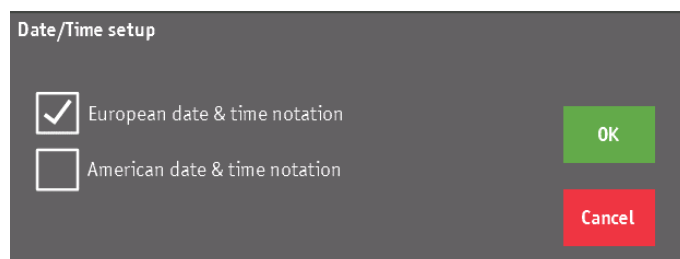 Date/Time setup
European date & time notation
OK
American date & time notation
Cancel